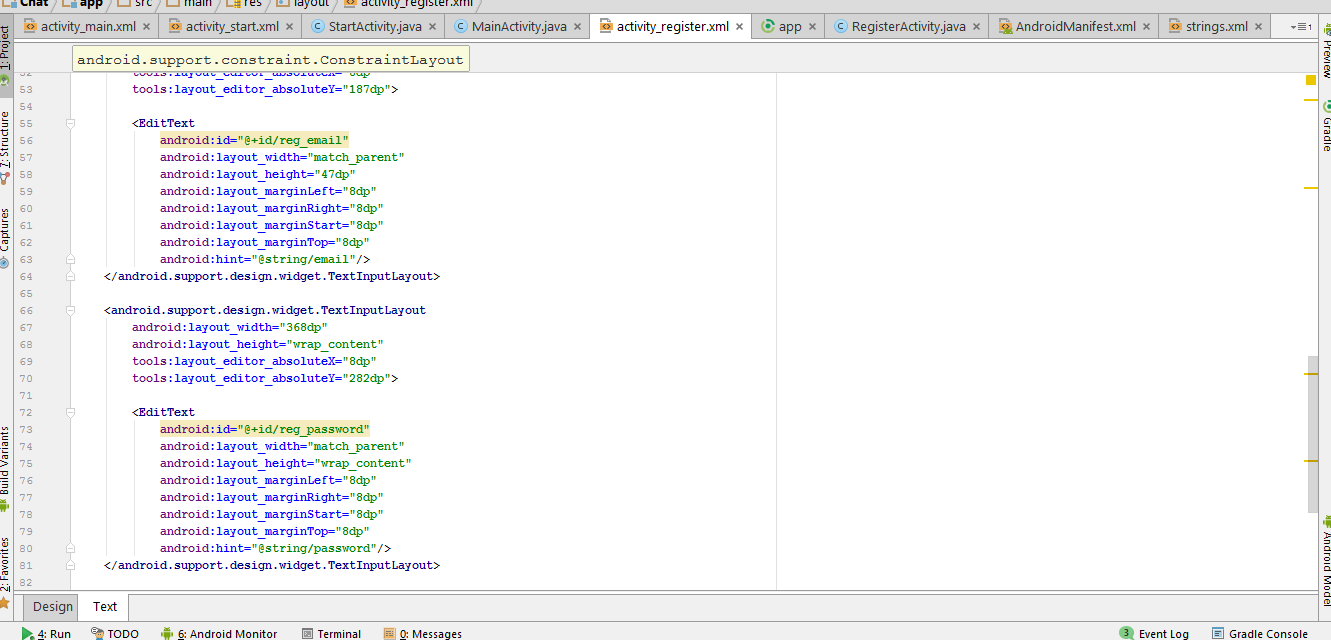 Chat app src main res layout activity_register.xml
activity_main.xml activity_start.xml StartActivity.java MainActivity.java activity_register.xml app RegisterActivity.java AndroidManifest.xml strings.xml
1: Project
7: Structure
Captures
Build Variants
2: Favorites
android.support.constraint.ConstraintLayout
52 tools:layout_editor_absoluteX="8dp"
53 tools:layout_editor_absoluteY="187dp">
54
55 <EditText
56 android:id="@+id/reg_email"
57 android:layout_width="match_parent"
58 android:layout_height="47dp"
59 android:layout_marginLeft="8dp"
60 android:layout_marginRight="8dp"
61 android:layout_marginStart="8dp"
62 android:layout_marginTop="8dp"
63 android:hint="@string/email"/>
64 </android.support.design.widget.TextInputLayout>
65
66 <android.support.design.widget.TextInputLayout
67 android:layout_width="368dp"
68 android:layout_height="wrap_content"
69 tools:layout_editor_absoluteX="8dp"
70 tools:layout_editor_absoluteY="282dp">
71
72 <EditText
73 android:id="@+id/reg_password"
74 android:layout_width="match_parent"
75 android:layout_height="wrap_content"
76 android:layout_marginLeft="8dp"
77 android:layout_marginRight="8dp"
78 android:layout_marginStart="8dp"
79 android:layout_marginTop="8dp"
80 android:hint="@string/password"/>
81 </android.support.design.widget.TextInputLayout>
82
Preview
Gradle
Android Model
Design Text
4: Run TODO 6: Android Monitor Terminal 0: Messages 3 Event Log Gradle Console